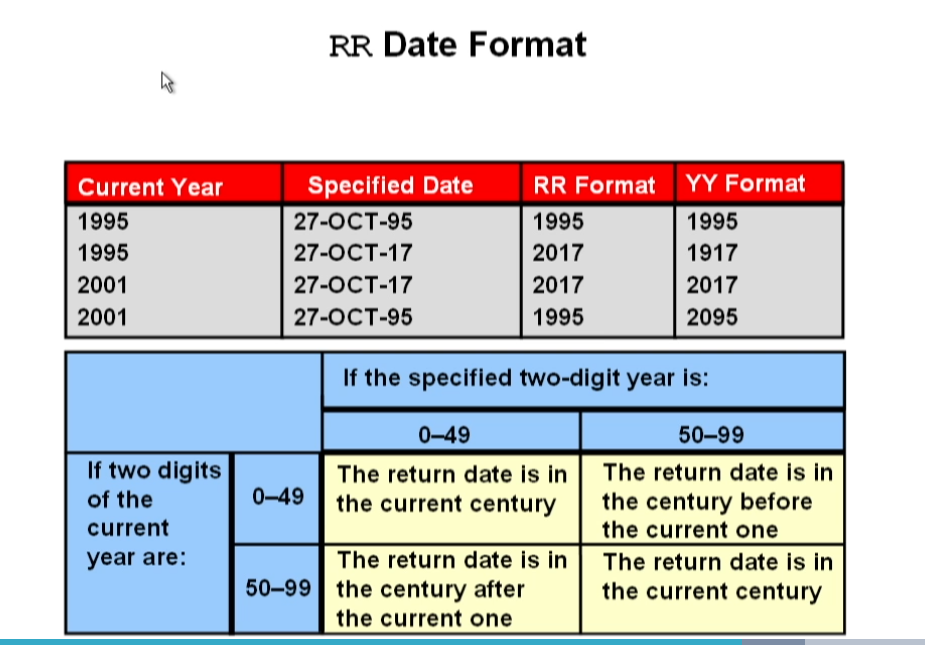 RR Date Format
Current Year Specified Date RR Format YY Format
1995 27-OCT-95 1995 1995
1995 27-OCT-17 2017 1917
2001 27-OCT-17 2017 2017
2001 27-OCT-95 1995 2095
If the specified two-digit year is:
0–49 50–99
If two digits
of the
current
year are:
0–49
The return date is in
the current century
The return date is in
the century before
the current one
50–99
The return date is in
the century after
the current one
The return date is in
the current century